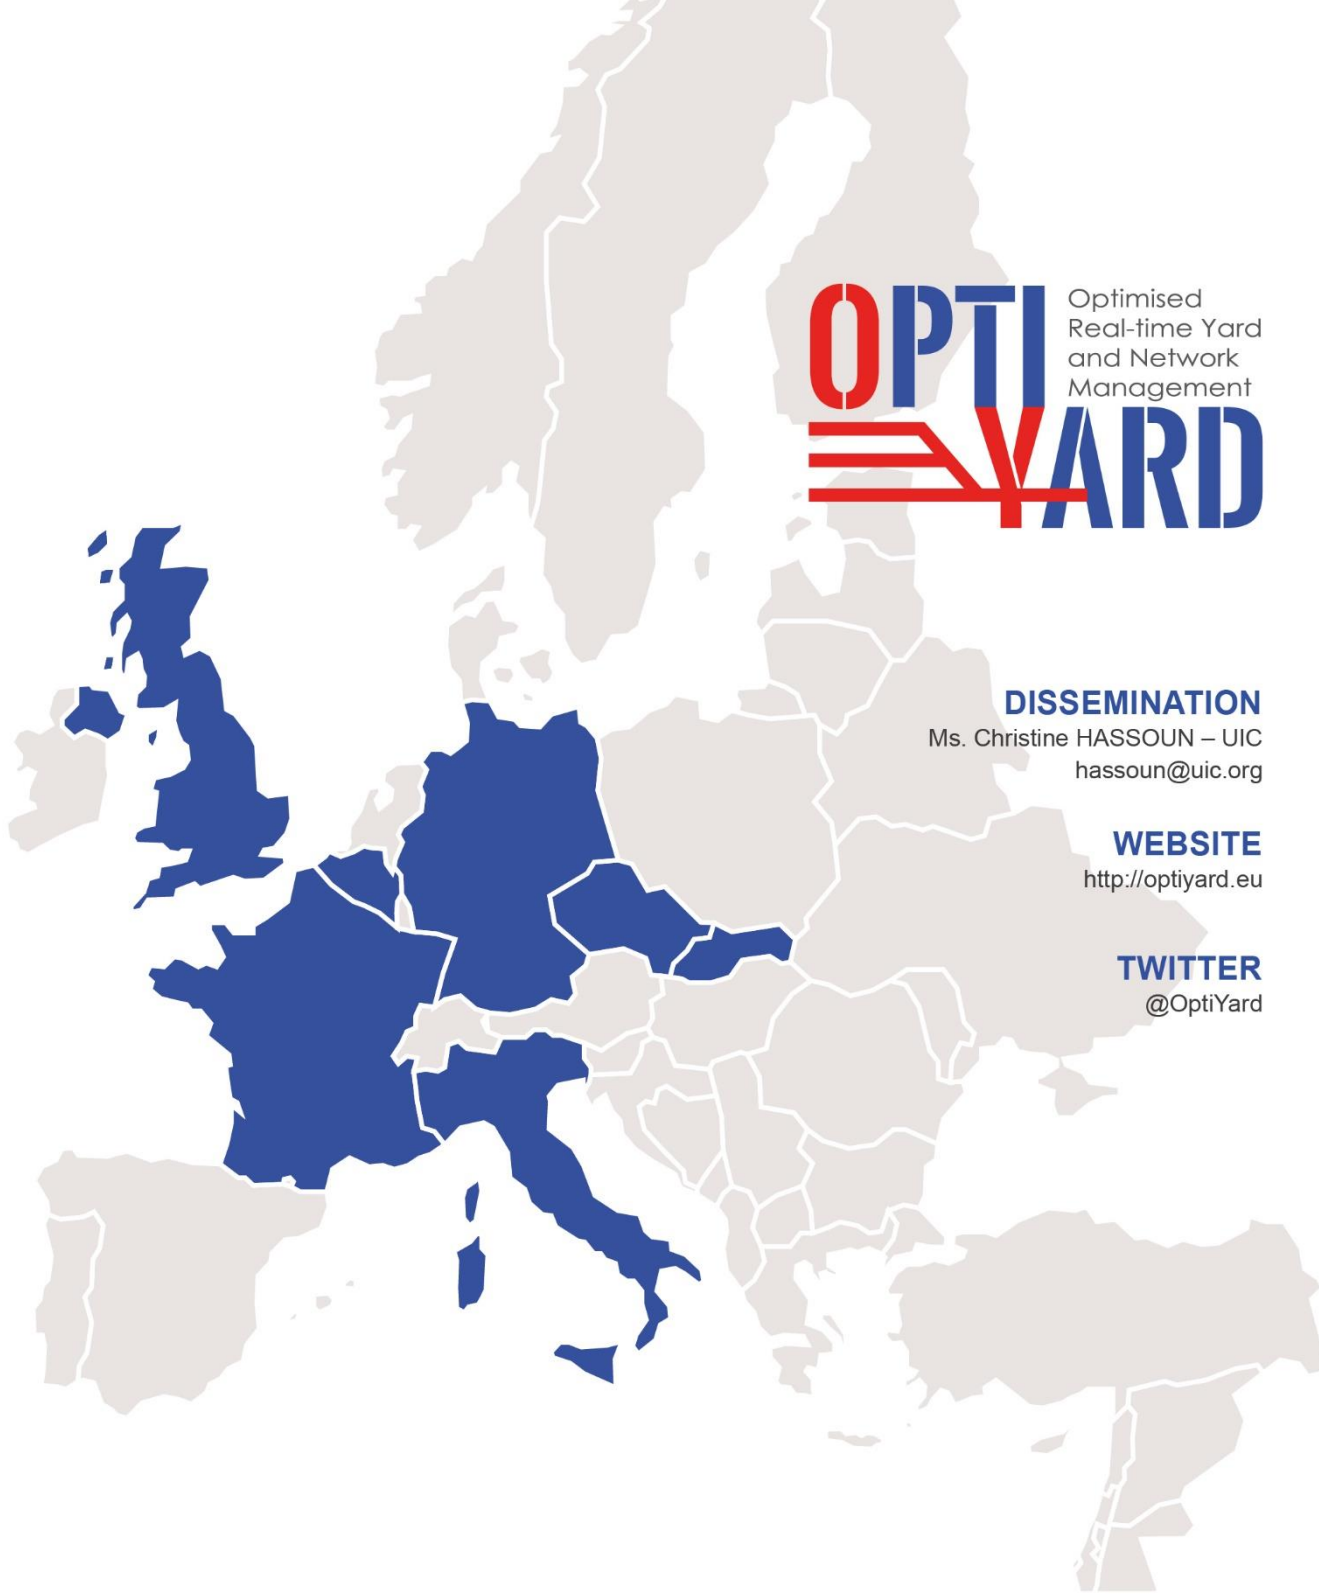 OPTI
Optimised
Real-time Yard
and Network
Management
YARD
DISSEMINATION
Ms. Christine HASSOUN – UIC
hassoun@uic.org
WEBSITE
http://optiyard.eu
TWITTER
@OptiYard